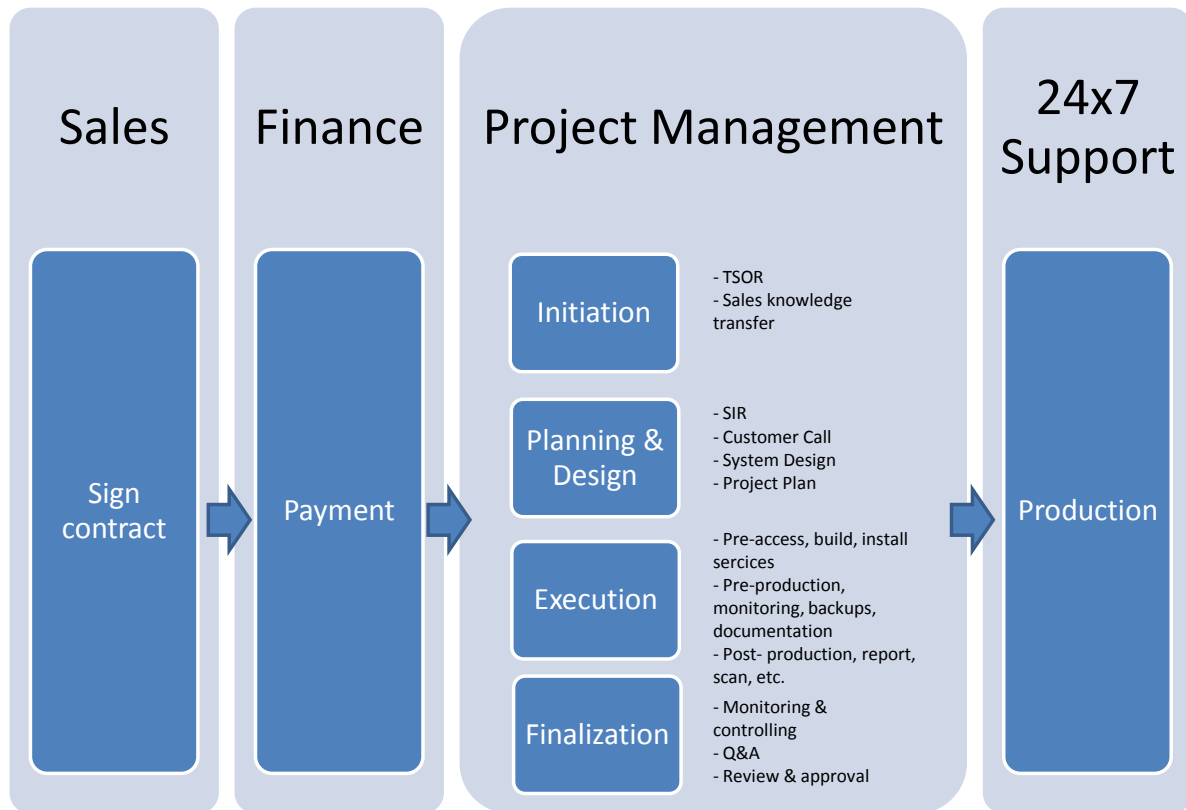 Sales
Sign
contract
Finance
Payment
Project Management
Initiation
- TSOR
- Sales knowledge
transfer
Planning &
Design
- SIR
- Customer Call
- System Design
- Project Plan
Execution
- Pre-access, build, install
sercices
- Pre-production,
monitoring, backups,
documentation
- Post- production, report,
scan, etc.
Finalization
- Monitoring &
controlling
- Q&A
- Review & approval
24x7
Support
Production